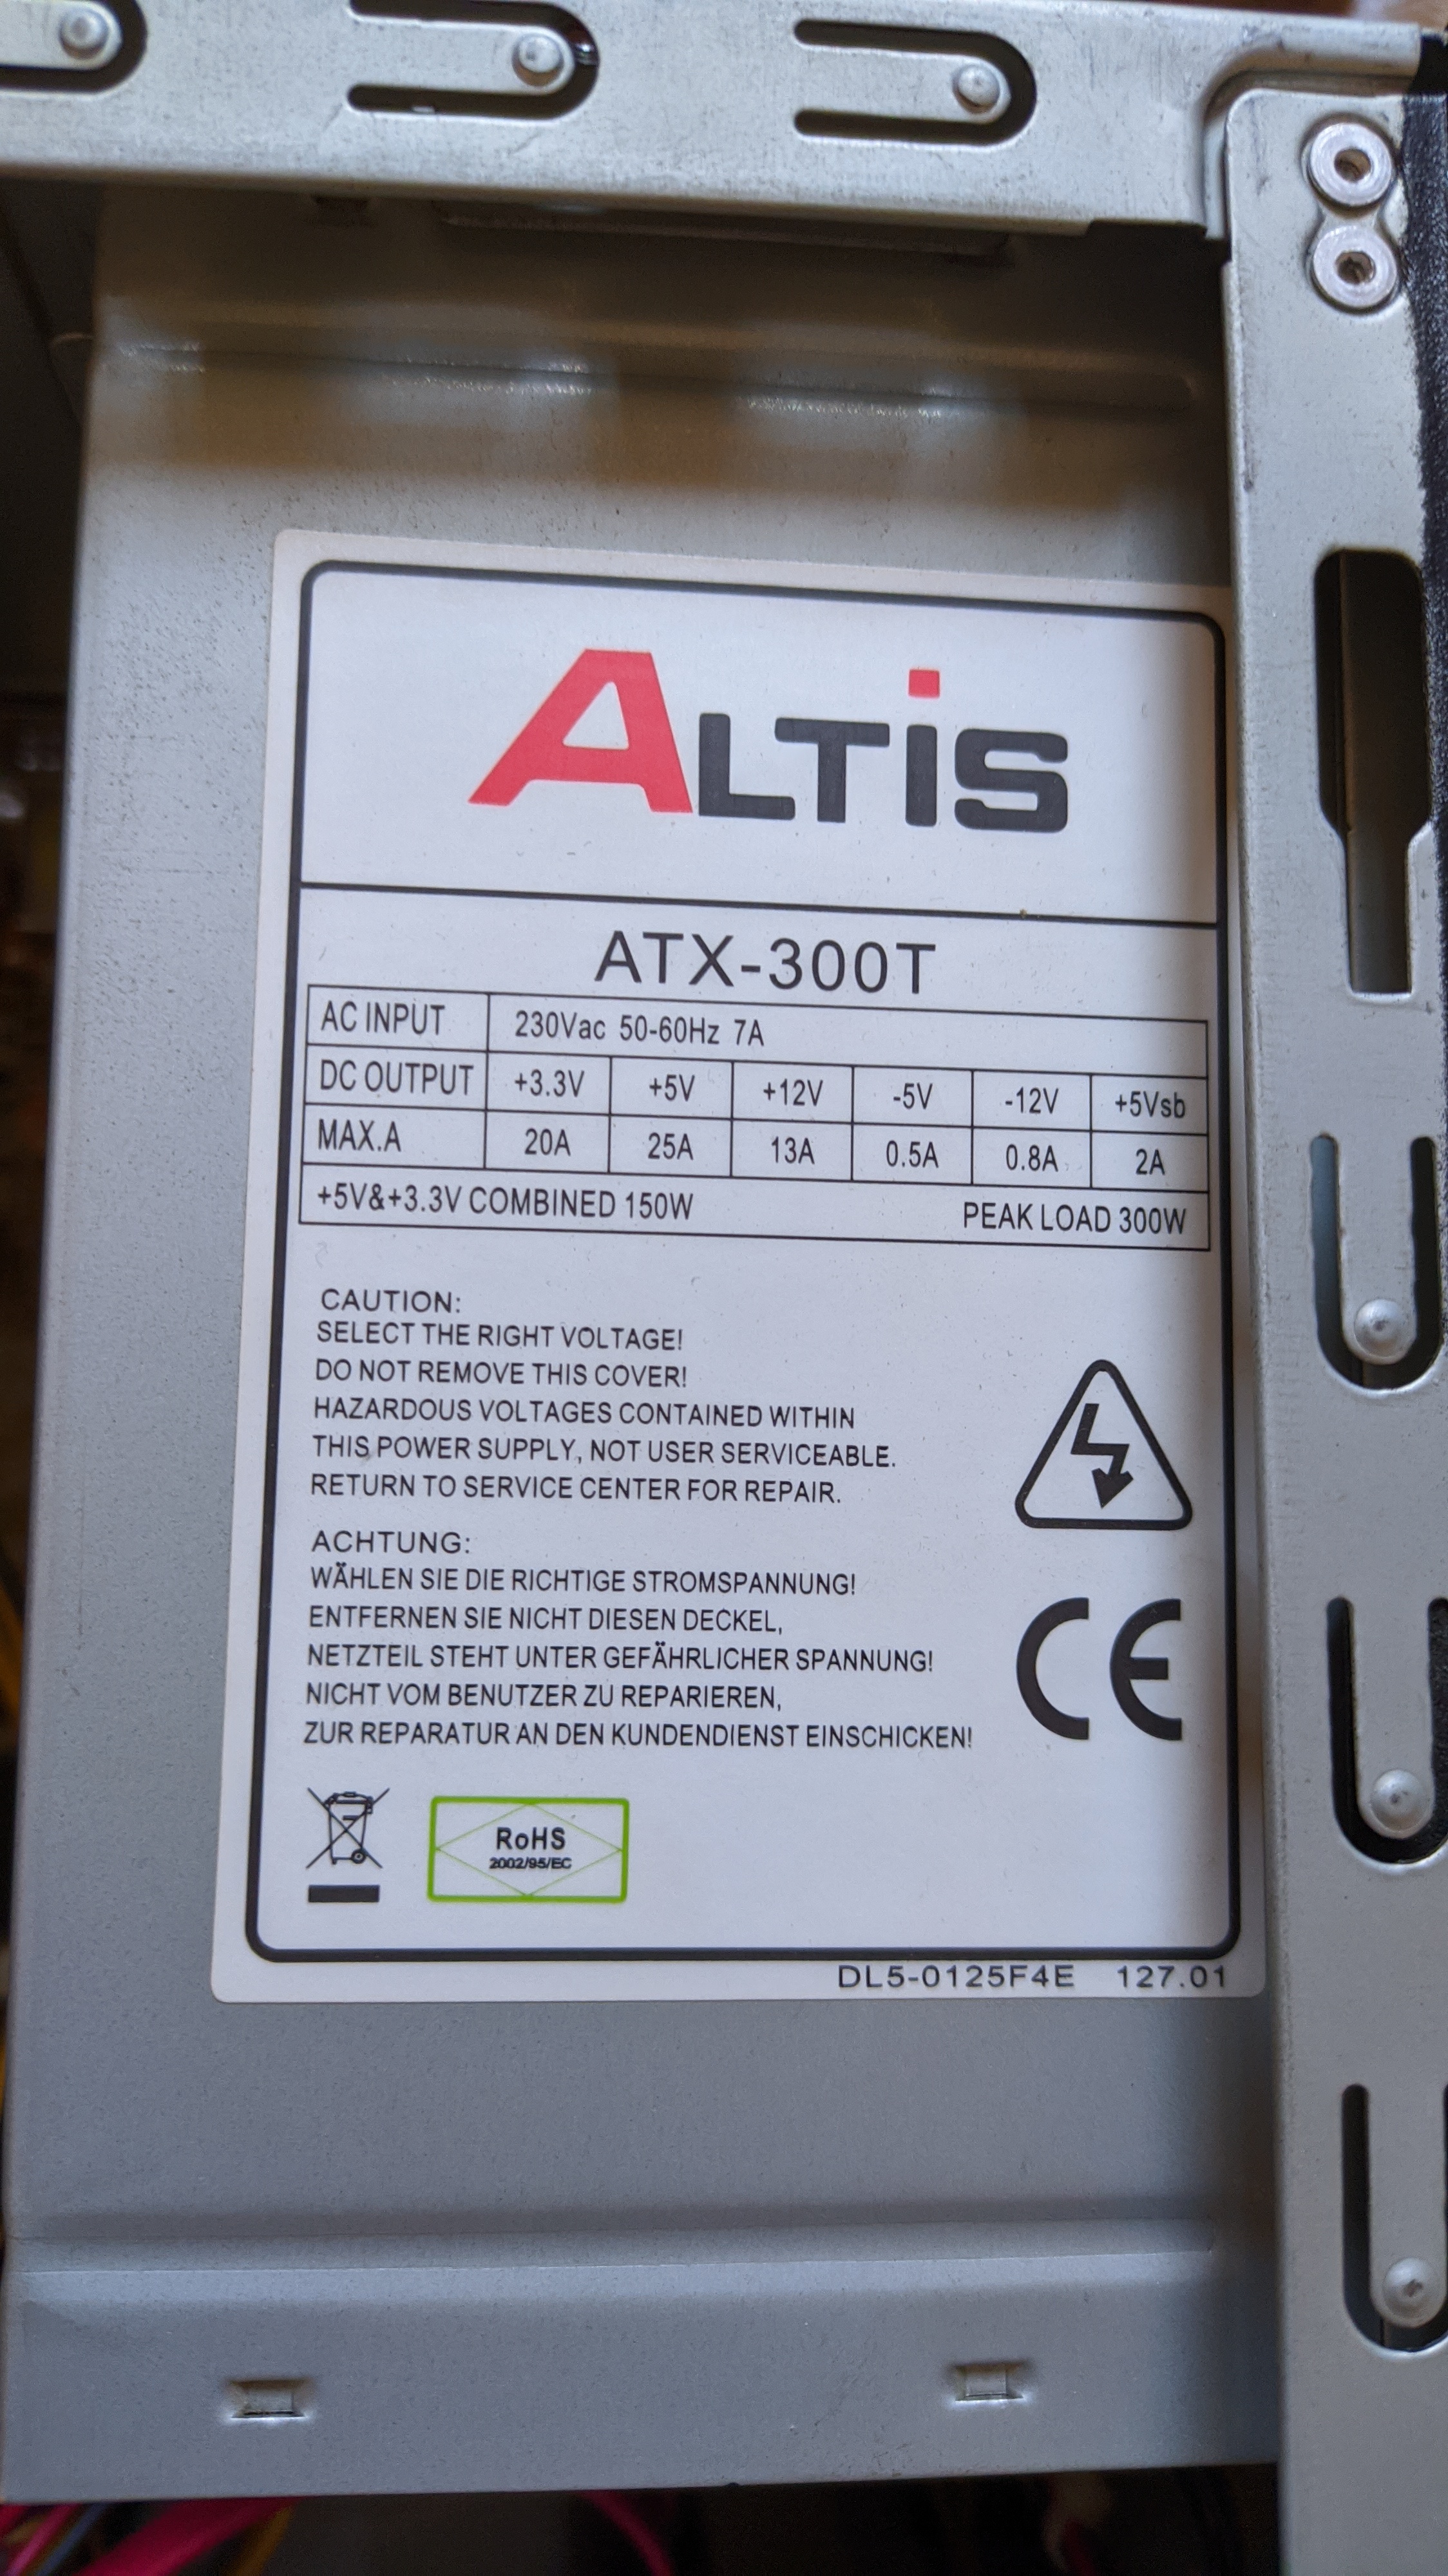 ALTIS
ATX-300T
AC INPUT 230Vac 50-60Hz 7A
DC OUTPUT +3.3V +5V +12V -5V -12V +5Vsb
MAX.A 20A 25A 13A 0.5A 0.8A 2A
+5V&+3.3V COMBINED 150W PEAK LOAD 300W
CAUTION:
SELECT THE RIGHT VOLTAGE!
DO NOT REMOVE THIS COVER!
HAZARDOUS VOLTAGES CONTAINED WITHIN
THIS POWER SUPPLY, NOT USER SERVICEABLE.
RETURN TO SERVICE CENTER FOR REPAIR.
ACHTUNG:
WÄHLEN SIE DIE RICHTIGE STROMSPANNUNG!
ENTFERNEN SIE NICHT DIESEN DECKEL,
NETZTEIL STEHT UNTER GEFÄHRLICHER SPANNUNG!
NICHT VOM BENUTZER ZU REPARIEREN,
ZUR REPARATUR AN DEN KUNDENDIENST EINSCHICKEN!
CE
RoHS
2002/95/EC
DL5-0125F4E 127.01